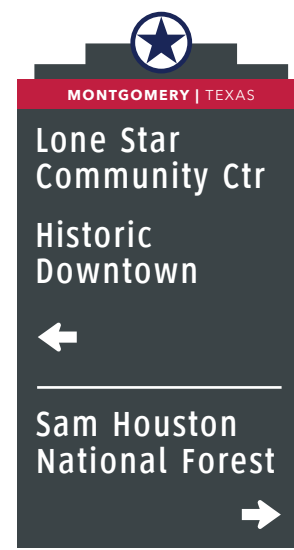 MONTGOMERY | TEXAS
Lone Star
Community Ctr
Historic
Downtown
Sam Houston
National Forest